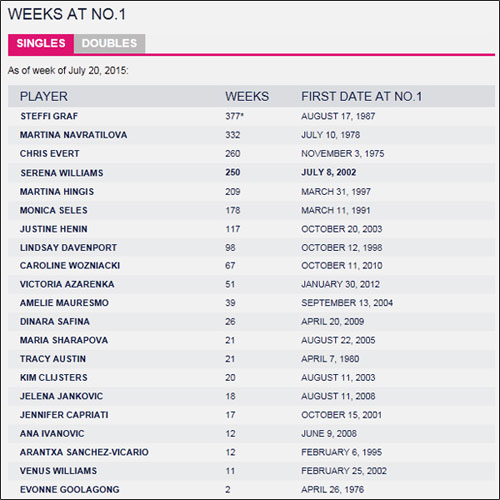 WEEKS AT NO.1
SINGLES DOUBLES
As of week of July 20, 2015:
PLAYER WEEKS FIRST DATE AT NO.1
STEFFI GRAF 377* AUGUST 17, 1987
MARTINA NAVRATILOVA 332 JULY 10, 1978
CHRIS EVERT 260 NOVEMBER 3, 1975
SERENA WILLIAMS 250 JULY 8, 2002
MARTINA HINGIS 209 MARCH 31, 1997
MONICA SELES 178 MARCH 11, 1991
JUSTINE HENIN 117 OCTOBER 20, 2003
LINDSAY DAVENPORT 98 OCTOBER 12, 1998
CAROLINE WOZNIACKI 67 OCTOBER 11, 2010
VICTORIA AZARENKA 51 JANUARY 30, 2012
AMELIE MAURESMO 39 SEPTEMBER 13, 2004
DINARA SAFINA 26 APRIL 20, 2009
MARIA SHARAPOVA 21 AUGUST 22, 2005
TRACY AUSTIN 21 APRIL 7, 1980
KIM CLIJSTERS 20 AUGUST 11, 2003
JELENA JANKOVIC 18 AUGUST 11, 2008
JENNIFER CAPRIATI 17 OCTOBER 15, 2001
ANA IVANOVIC 12 JUNE 9, 2008
ARANTXA SANCHEZ-VICARIO 12 FEBRUARY 6, 1995
VENUS WILLIAMS 11 FEBRUARY 25, 2002
EVONNE GOOLAGONG 2 APRIL 26, 1976